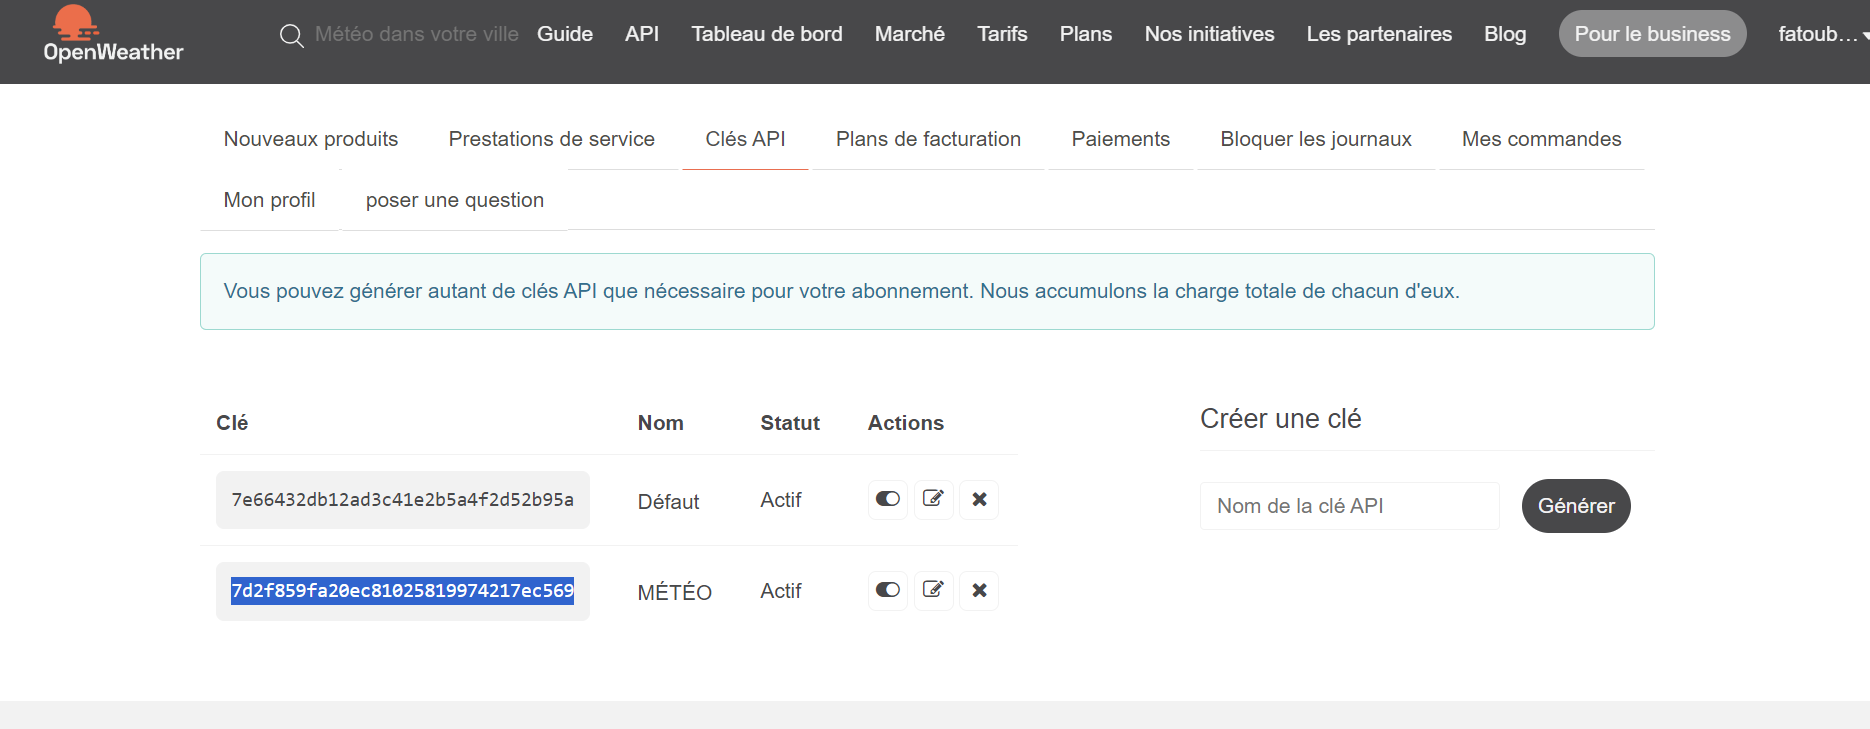 OpenWeather
Météo dans votre ville
Guide
API
Tableau de bord
Marché
Tarifs
Plans
Nos initiatives
Les partenaires
Blog
Pour le business
fatoub...
Nouveaux produits
Prestations de service
Clés API
Plans de facturation
Paiements
Bloquer les journaux
Mes commandes
Mon profil
poser une question
Vous pouvez générer autant de clés API que nécessaire pour votre abonnement. Nous accumulons la charge totale de chacun d'eux.
Clé Nom Statut Actions
7e66432db12ad3c41e2b5a4f2d52b95a Défaut Actif
7d2f859fa20ec81025819974217ec569 MÉTÉO Actif
Créer une clé
Nom de la clé API
Générer